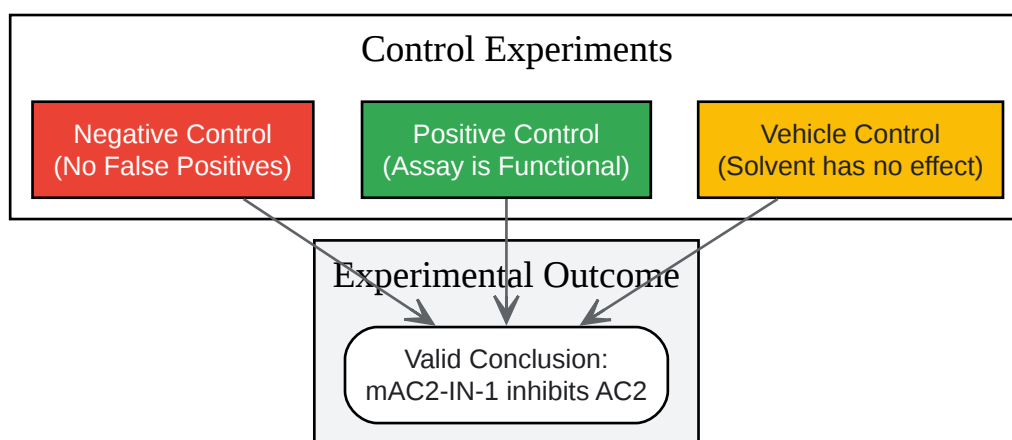 Control Experiments
Negative Control
(No False Positives)
Positive Control
(Assay is Functional)
Vehicle Control
(Solvent has no effect)
Experimental Outcome
Valid Conclusion:
mAC2-IN-1 inhibits AC2